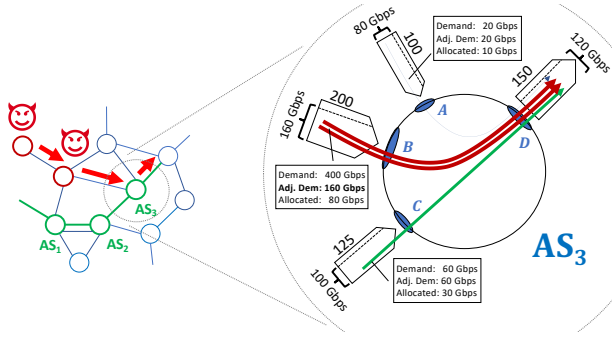 80 Gbps
100
Demand: 20 Gbps
Adj. Dem: 20 Gbps
Allocated: 10 Gbps
120 Gbps
150
160 Gbps
200
A
B
D
Demand: 400 Gbps
Adj. Dem: 160 Gbps
Allocated: 80 Gbps
C
125
100 Gbps
Demand: 60 Gbps
Adj. Dem: 60 Gbps
Allocated: 30 Gbps
AS3
AS1
AS2
AS3